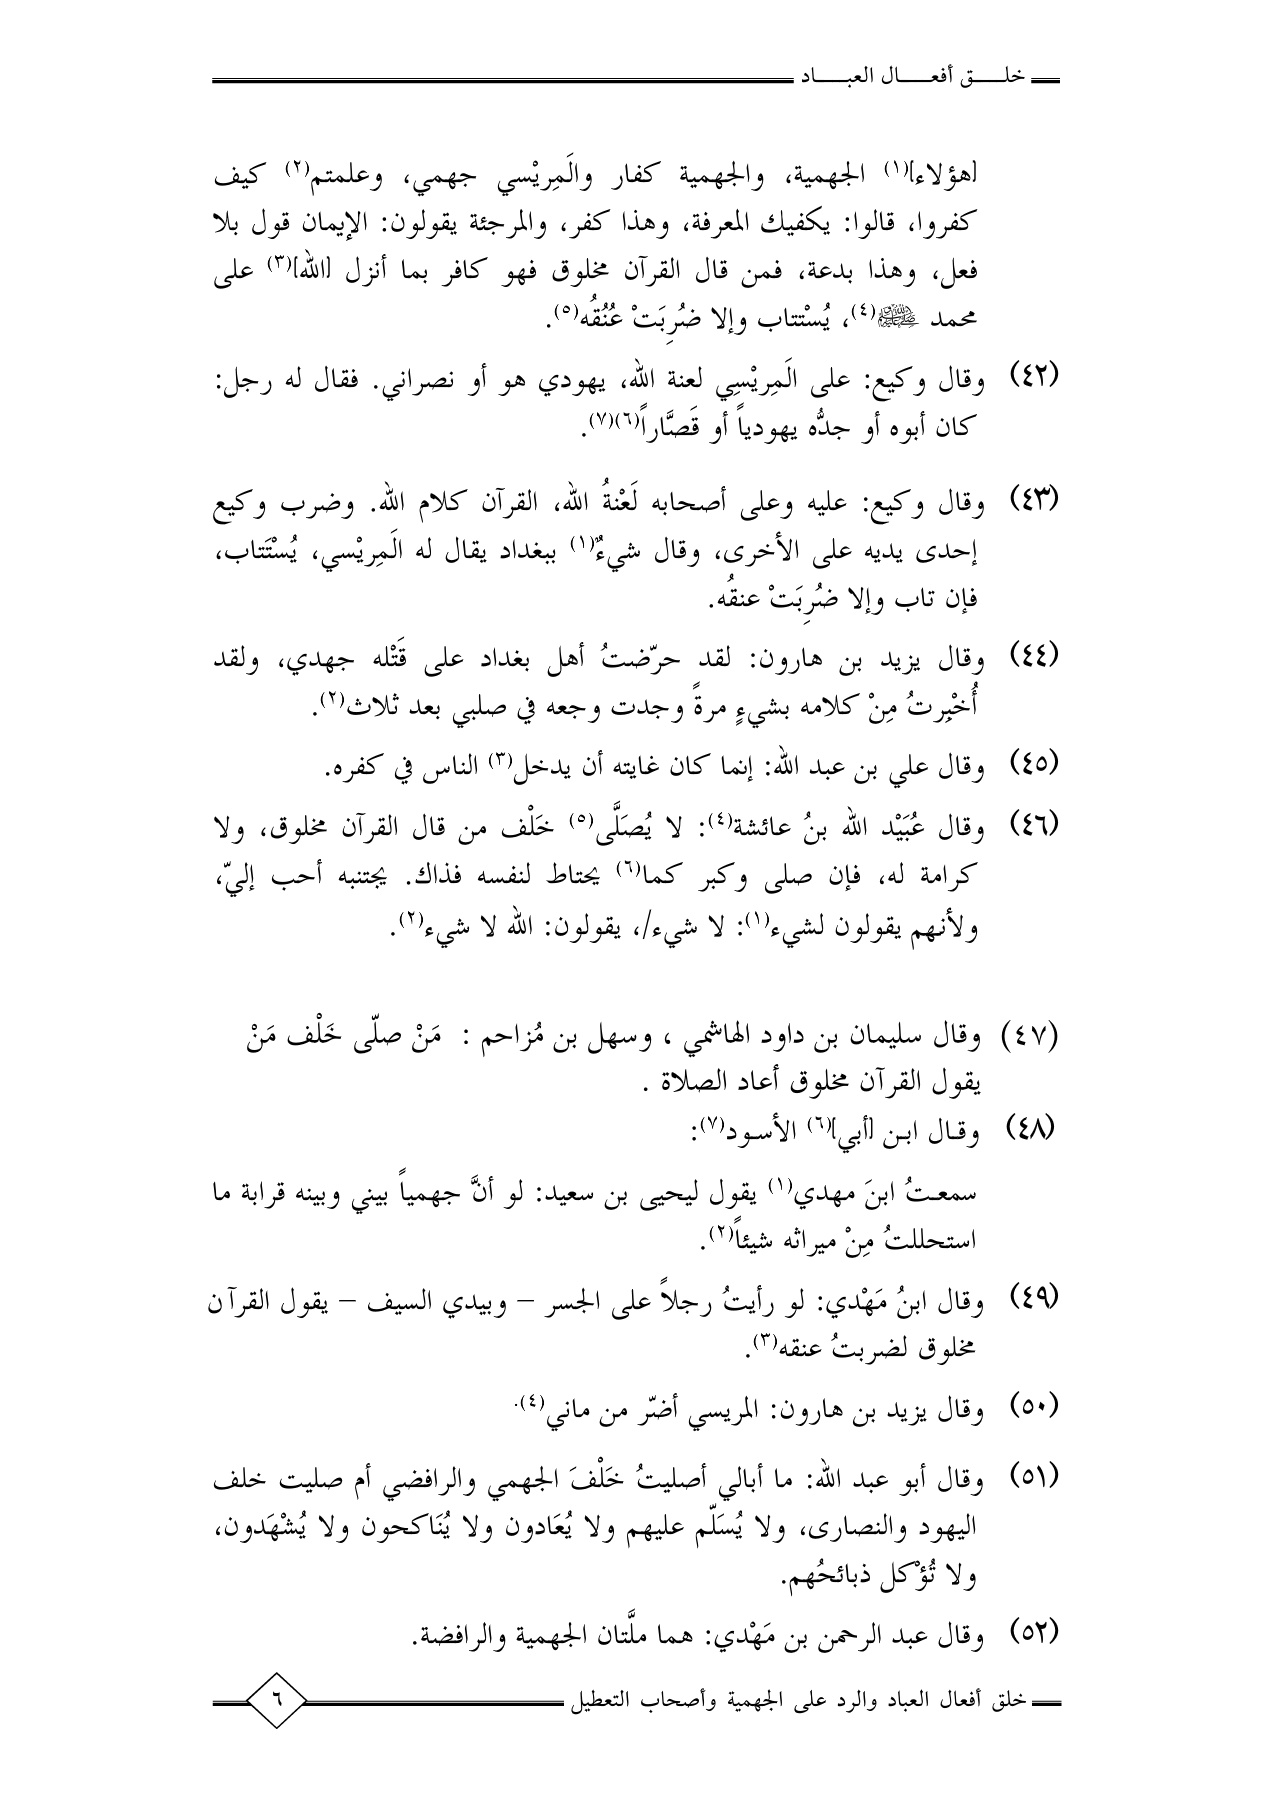 خلـــــق أفعـــــال العبـــــاد
[هؤلاء](١) الجهمية، والجهمية كفار والَمِريْسي جهمي، وعلمتم(٢) كيف
كفروا، قالوا: يكفيك المعرفة، وهذا كفر، والمرجئة يقولون: الإيمان قول بلا
فعل، وهذا بدعة، فمن قال القرآن مخلوق فهو كافر بما أنزل [الله](٣) على
محمد ﷺ(٤)، يُسْتتاب وإلا ضُرِبَتْ عُنُقُه(٥).
(٤٢) وقال وكيع: على الَمِريْسِي لعنة الله، يهودي هو أو نصراني. فقال له رجل:
كان أبوه أو جدُّه يهودياً أو قَصَّاراً(٦)(٧).
(٤٣) وقال وكيع: عليه وعلى أصحابه لَعْنةُ الله، القرآن كلام الله. وضرب وكيع
إحدى يديه على الأخرى، وقال شيءٌ(١) ببغداد يقال له الَمِريْسي، يُسْتَتاب،
فإن تاب وإلا ضُرِبَتْ عنقُه.
(٤٤) وقال يزيد بن هارون: لقد حرّضتُ أهل بغداد على قَتْله جهدي، ولقد
أُخْبِرتُ مِنْ كلامه بشيءٍ مرةً وجدت وجعه في صلبي بعد ثلاث(٢).
(٤٥) وقال علي بن عبد الله: إنما كان غايته أن يدخل(٣) الناس في كفره.
(٤٦) وقال عُبَيْد الله بنُ عائشة(٤): لا يُصَلَّى(٥) خَلْف من قال القرآن مخلوق، ولا
كرامة له، فإن صلى وكبر كما(٦) يحتاط لنفسه فذاك. يجتنبه أحب إليّ،
ولأنهم يقولون لشيء(١): لا شيء/، يقولون: الله لا شيء(٢).
(٤٧) وقال سليمان بن داود الهاشمي ، وسهل بن مُزاحم : مَنْ صلّى خَلْف مَنْ
يقول القرآن مخلوق أعاد الصلاة .
(٤٨) وقـال ابـن [أبي](٦) الأسـود(٧):
سمعـتُ ابنَ مهدي(١) يقول ليحيى بن سعيد: لو أنَّ جهمياً بيني وبينه قرابة ما
استحللتُ مِنْ ميراثه شيئاً(٢).
(٤٩) وقال ابنُ مَهْدي: لو رأيتُ رجلاً على الجسر – وبيدي السيف – يقول القرآن
مخلوق لضربتُ عنقه(٣).
(٥٠) وقال يزيد بن هارون: المريسي أضّر من ماني(٤).
(٥١) وقال أبو عبد الله: ما أبالي أصليتُ خَلْفَ الجهمي والرافضي أم صليت خلف
اليهود والنصارى، ولا يُسَلّم عليهم ولا يُعَادون ولا يُنَاكحون ولا يُشْهَدون،
ولا تُؤْكل ذبائحُهم.
(٥٢) وقال عبد الرحمن بن مَهْدي: هما ملَّتان الجهمية والرافضة.
خلق أفعال العباد والرد على الجهمية وأصحاب التعطيل ٦